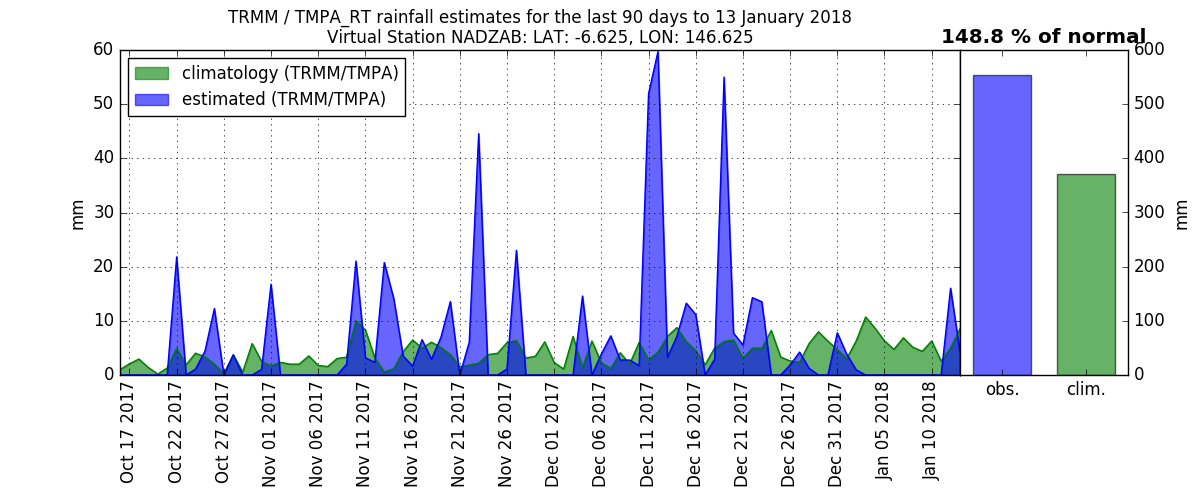 TRMM / TMPA_RT rainfall estimates for the last 90 days to 13 January 2018
Virtual Station NADZAB: LAT: -6.625, LON: 146.625
148.8 % of normal
climatology (TRMM/TMPA)
estimated (TRMM/TMPA)
mm
60
50
40
30
20
10
0
Oct 17 2017
Oct 22 2017
Oct 27 2017
Nov 01 2017
Nov 06 2017
Nov 11 2017
Nov 16 2017
Nov 21 2017
Nov 26 2017
Dec 01 2017
Dec 06 2017
Dec 11 2017
Dec 16 2017
Dec 21 2017
Dec 26 2017
Dec 31 2017
Jan 05 2018
Jan 10 2018
obs.
clim.
600
500
400
300
200
100
0
mm